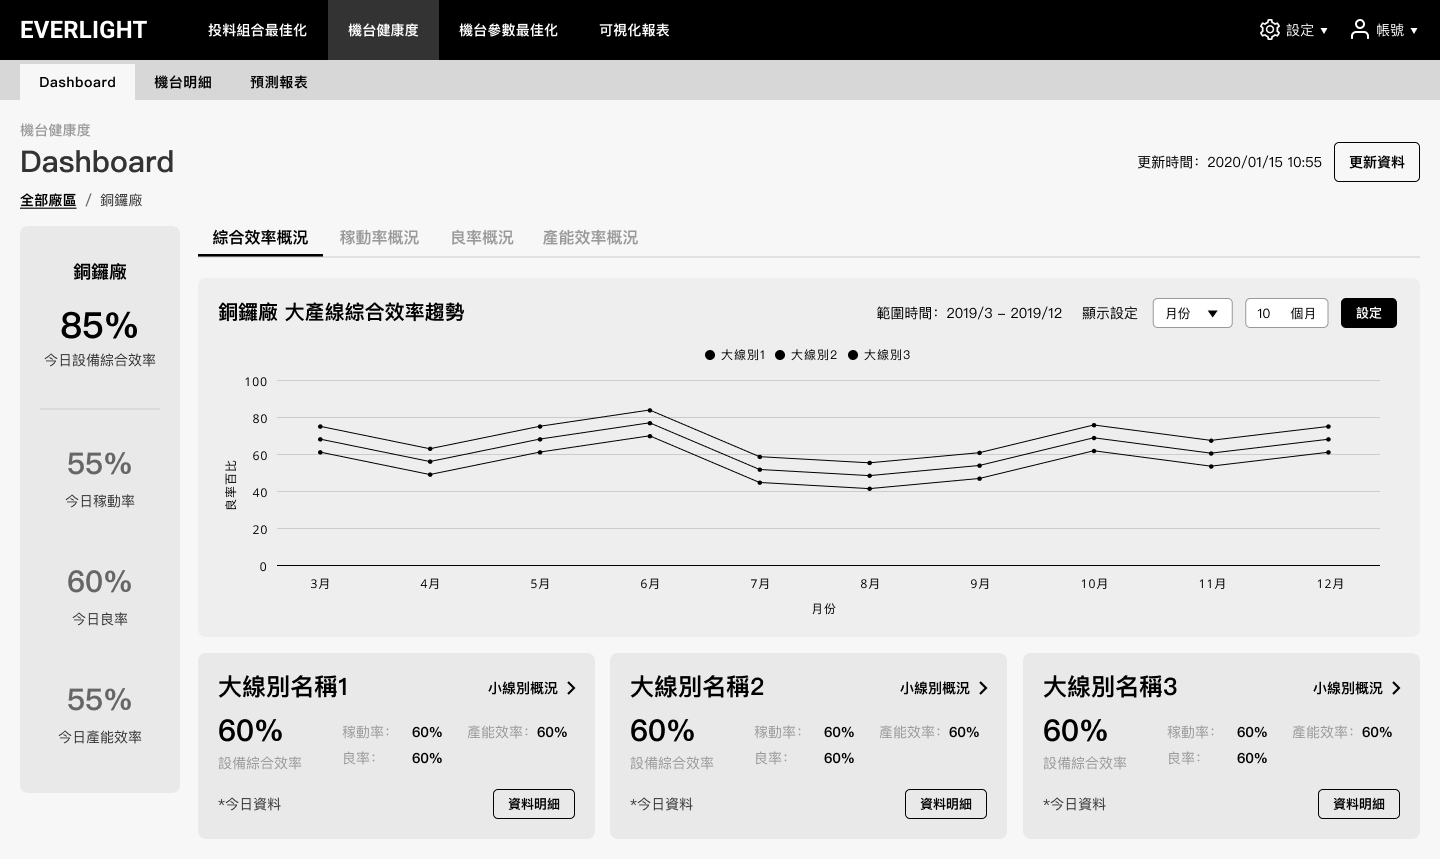 EVERLIGHT 投料組合最佳化 機台健康度 機台參數最佳化 可視化報表 設定 ▼ 帳號 ▼
Dashboard 機台明細 預測報表
機台健康度
Dashboard
更新時間：2020/01/15 10:55 更新資料
全部廠區 / 銅鑼廠
銅鑼廠
85%
今日設備綜合效率
55%
今日稼動率
60%
今日良率
55%
今日產能效率
綜合效率概況 稼動率概況 良率概況 產能效率概況
銅鑼廠 大產線綜合效率趨勢
範圍時間：2019/3 – 2019/12 顯示設定 月份 ▼ 10 個月 設定
大線別1 大線別2 大線別3
100
80
60
40
20
0
良率百比
3月 4月 5月 6月 7月 8月 9月 10月 11月 12月
月份
大線別名稱1 小線別概況
60% 稼動率： 60% 產能效率：60%
設備綜合效率 良率： 60%
*今日資料 資料明細
大線別名稱2 小線別概況
60% 稼動率： 60% 產能效率：60%
設備綜合效率 良率： 60%
*今日資料 資料明細
大線別名稱3 小線別概況
60% 稼動率： 60% 產能效率：60%
設備綜合效率 良率： 60%
*今日資料 資料明細